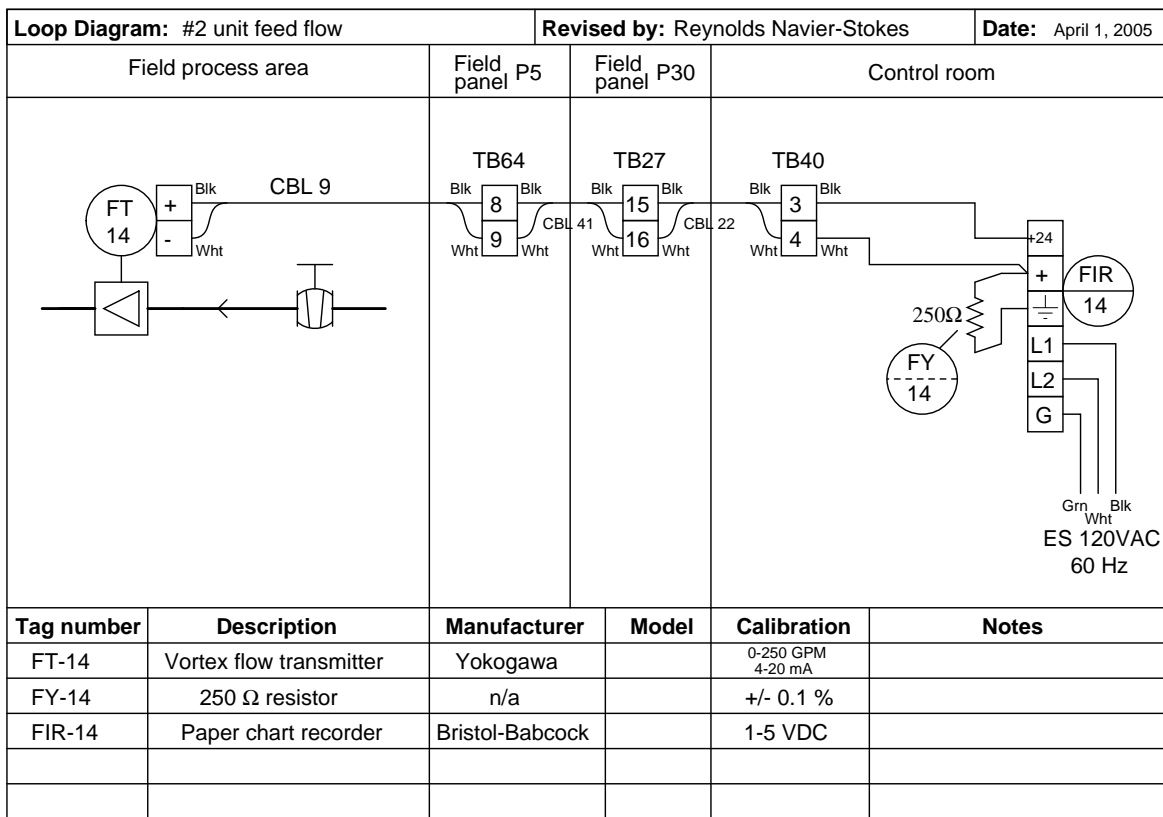 Loop Diagram: #2 unit feed flow Revised by: Reynolds Navier-Stokes Date: April 1, 2005
Field process area
Field panel P5
Field panel P30
Control room
TB64
TB27
TB40
Blk
CBL 9
Blk 8 Blk
Blk 15 Blk
Blk 3 Blk
FT 14
+
-
Wht
Wht 9 Wht
CBL 41
Wht 16 Wht
CBL 22
Wht 4 Wht
+24
+
FIR 14
250Ω
L1
FY 14
L2
G
Grn Wht Blk
ES 120VAC
60 Hz
Tag number Description Manufacturer Model Calibration Notes
FT-14 Vortex flow transmitter Yokogawa 0-250 GPM 4-20 mA
FY-14 250 Ω resistor n/a +/- 0.1 %
FIR-14 Paper chart recorder Bristol-Babcock 1-5 VDC